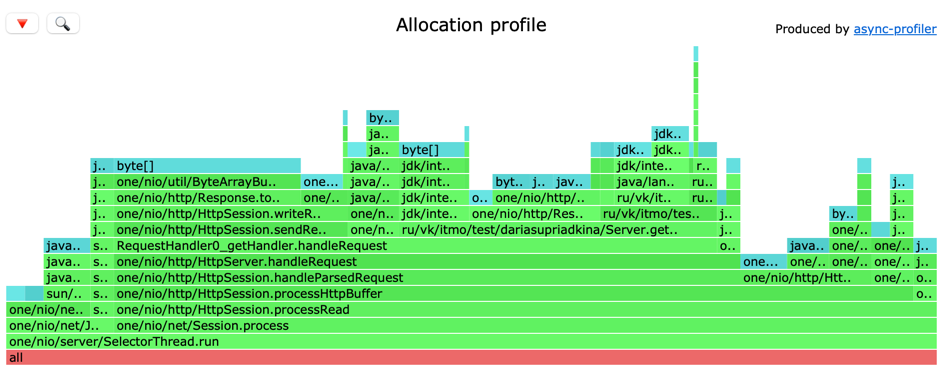 Allocation profile
Produced by async-profiler
by..
ja..
jdk..
ja..
byte[]
jdk..
jdk..
j..
byte[]
java/..
jdk/int..
jdk/inte..
r..
j..
one/nio/util/ByteArrayBu..
one...
java/..
jdk/int..
byt..
j..
jav..
java/lan..
ru..
j..
j..
one/nio/http/Response.to..
one/..
java/..
jdk/int..
o..
one/nio/http/..
ru/vk/it..
ru..
j..
j..
one/nio/http/HttpSession.writeR..
one/n..
jdk/inte..
one/nio/http/Res..
ru/vk/itmo/tes..
j..
by..
j..
j..
one/nio/http/HttpSession.sendRe..
one/n..
ru/vk/itmo/test/dariasupriadkina/Server.get..
j..
one/..
j..
java..
s..
RequestHandler0_getHandler.handleRequest
o..
java..
one/..
one/..
j..
java..
s..
one/nio/http/HttpServer.handleRequest
one...
one/..
one/..
one/..
j..
java..
s..
one/nio/http/HttpSession.handleParsedRequest
one/nio/http/Htt..
one/..
o..
sun/..
s..
one/nio/http/HttpSession.processHttpBuffer
o..
one/nio/ne..
s..
one/nio/http/HttpSession.processRead
one/nio/net/J..
one/nio/net/Session.process
one/nio/server/SelectorThread.run
all